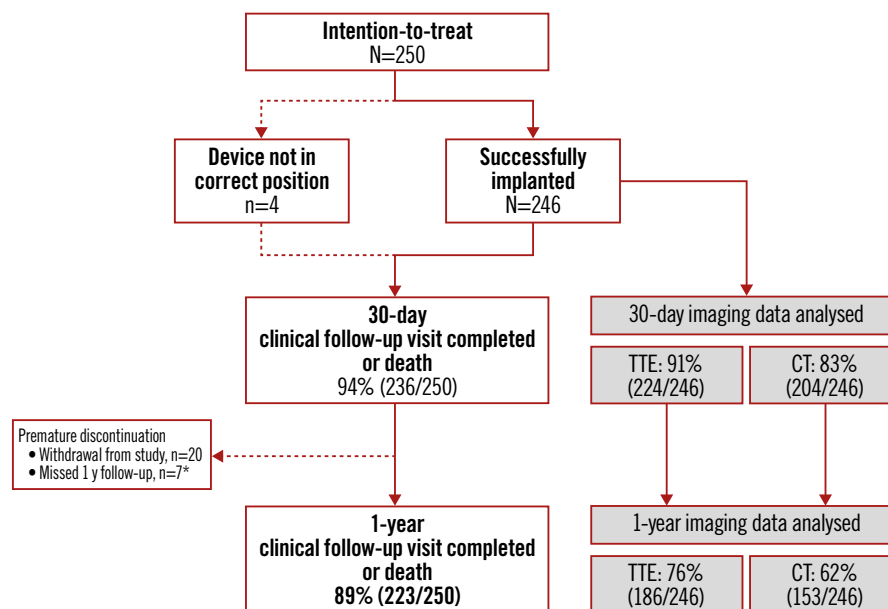 Intention-to-treat
N=250
Device not in
correct position
n=4
Successfully
implanted
N=246
30-day
clinical follow-up visit completed
or death
94% (236/250)
30-day imaging data analysed
TTE: 91%
(224/246)
CT: 83%
(204/246)
Premature discontinuation
• Withdrawal from study, n=20
• Missed 1 y follow-up, n=7*
1-year
clinical follow-up visit completed
or death
89% (223/250)
1-year imaging data analysed
TTE: 76%
(186/246)
CT: 62%
(153/246)